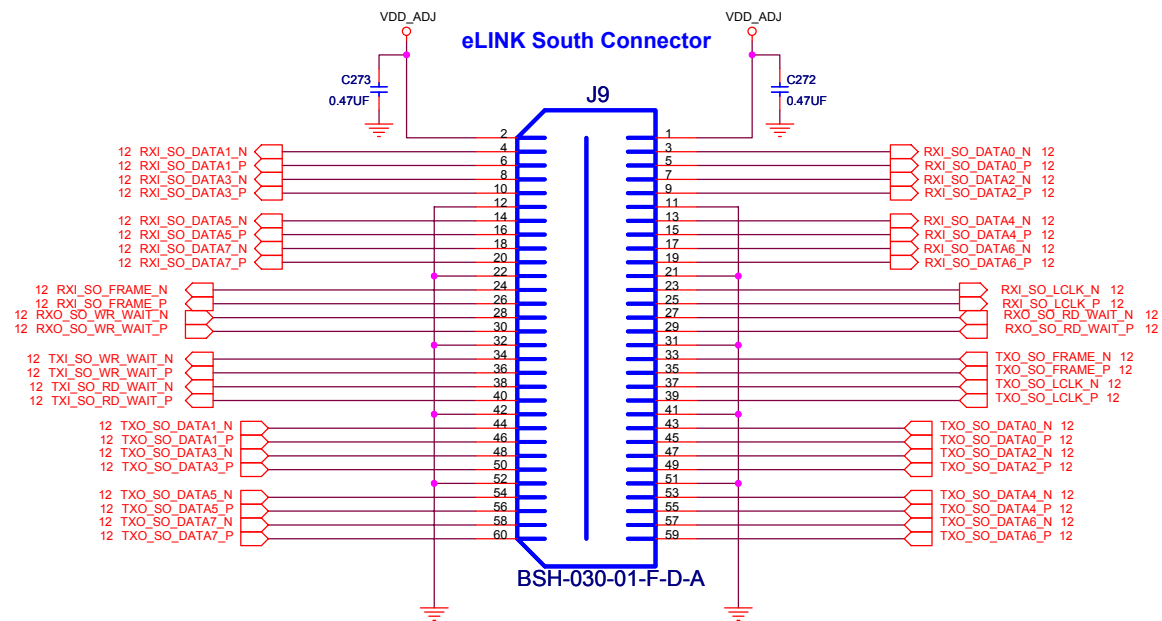 VDD_ADJ VDD_ADJ
eLINK South Connector
C273 C272
0.47UF 0.47UF
J9
2 1
12 RXI_SO_DATA1_N 4 3 RXI_SO_DATA0_N 12
12 RXI_SO_DATA1_P 6 5 RXI_SO_DATA0_P 12
12 RXI_SO_DATA3_N 8 7 RXI_SO_DATA2_N 12
12 RXI_SO_DATA3_P 10 9 RXI_SO_DATA2_P 12
12 11
12 RXI_SO_DATA5_N 14 13 RXI_SO_DATA4_N 12
12 RXI_SO_DATA5_P 16 15 RXI_SO_DATA4_P 12
12 RXI_SO_DATA7_N 18 17 RXI_SO_DATA6_N 12
12 RXI_SO_DATA7_P 20 19 RXI_SO_DATA6_P 12
22 21
12 RXI_SO_FRAME_N 24 23 RXI_SO_LCLK_N 12
12 RXI_SO_FRAME_P 26 25 RXI_SO_LCLK_P 12
12 RXO_SO_WR_WAIT_N 28 27 RXO_SO_RD_WAIT_N 12
12 RXO_SO_WR_WAIT_P 30 29 RXO_SO_RD_WAIT_P 12
32 31
12 TXI_SO_WR_WAIT_N 34 33 TXO_SO_FRAME_N 12
12 TXI_SO_WR_WAIT_P 36 35 TXO_SO_FRAME_P 12
12 TXI_SO_RD_WAIT_N 38 37 TXO_SO_LCLK_N 12
12 TXI_SO_RD_WAIT_P 40 39 TXO_SO_LCLK_P 12
42 41
12 TXO_SO_DATA1_N 44 43 TXO_SO_DATA0_N 12
12 TXO_SO_DATA1_P 46 45 TXO_SO_DATA0_P 12
12 TXO_SO_DATA3_N 48 47 TXO_SO_DATA2_N 12
12 TXO_SO_DATA3_P 50 49 TXO_SO_DATA2_P 12
52 51
12 TXO_SO_DATA5_N 54 53 TXO_SO_DATA4_N 12
12 TXO_SO_DATA5_P 56 55 TXO_SO_DATA4_P 12
12 TXO_SO_DATA7_N 58 57 TXO_SO_DATA6_N 12
12 TXO_SO_DATA7_P 60 59 TXO_SO_DATA6_P 12
BSH-030-01-F-D-A